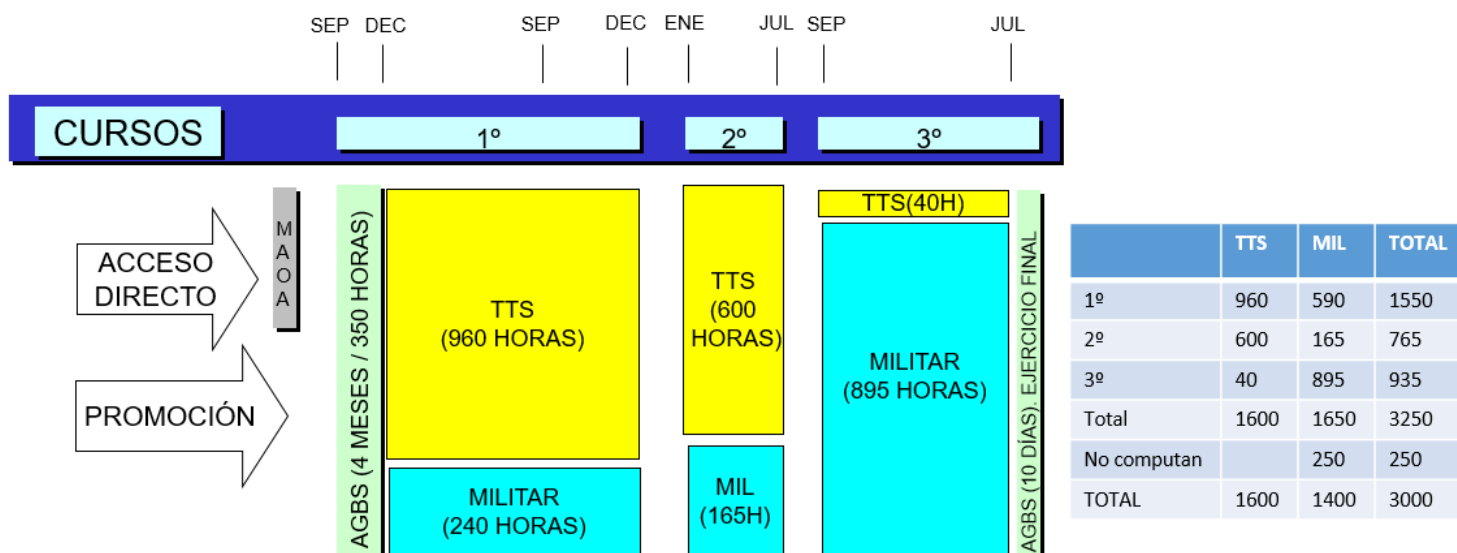 SEP DEC SEP DEC ENE JUL SEP JUL
CURSOS 1º 2º 3º
MAOA
ACCESO
DIRECTO
PROMOCIÓN
AGBS (4 MESES / 350 HORAS)
TTS
(960 HORAS)
MILITAR
(240 HORAS)
TTS
(600
HORAS)
MIL
(165H)
TTS(40H)
MILITAR
(895 HORAS)
AGBS (10 DÍAS). EJERCICIO FINAL
TTS MIL TOTAL
1º 960 590 1550
2º 600 165 765
3º 40 895 935
Total 1600 1650 3250
No computan 250 250
TOTAL 1600 1400 3000